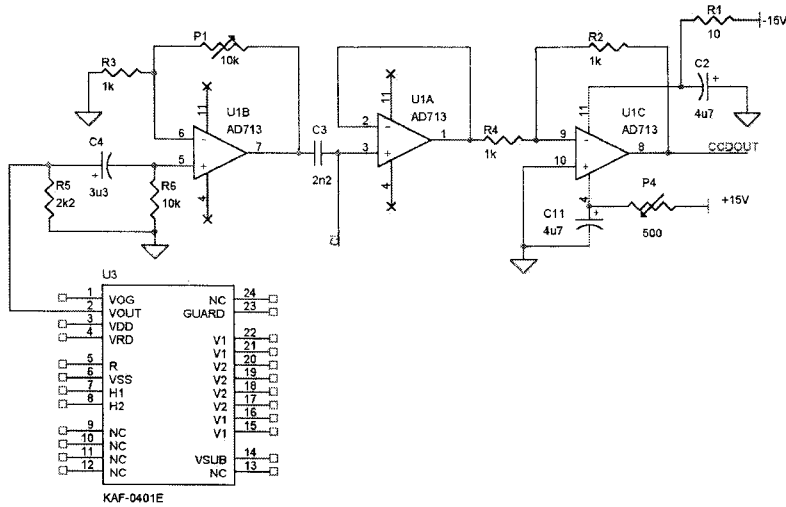 R1
10
-15V
P1
10k
R3
1k
R2
1k
C2
+
4u7
11
U1B
AD713
6
-
5
+
7
4
C4
+
3u3
R5
2k2
R6
10k
C3
2n2
11
U1A
AD713
2
-
3
+
1
4
R4
1k
11
U1C
AD713
9
-
10
+
8
4
CCDOUT
P4
500
+15V
C11
+
4u7
U3
1 VOG NC 24
2 VOUT GUARD 23
3 VDD
4 VRD V1 22
V1 21
5 R V2 20
6 VSS V2 19
7 H1 V2 18
8 H2 V2 17
V1 16
9 NC V1 15
10 NC
11 NC VSUB 14
12 NC NC 13
KAF-0401E